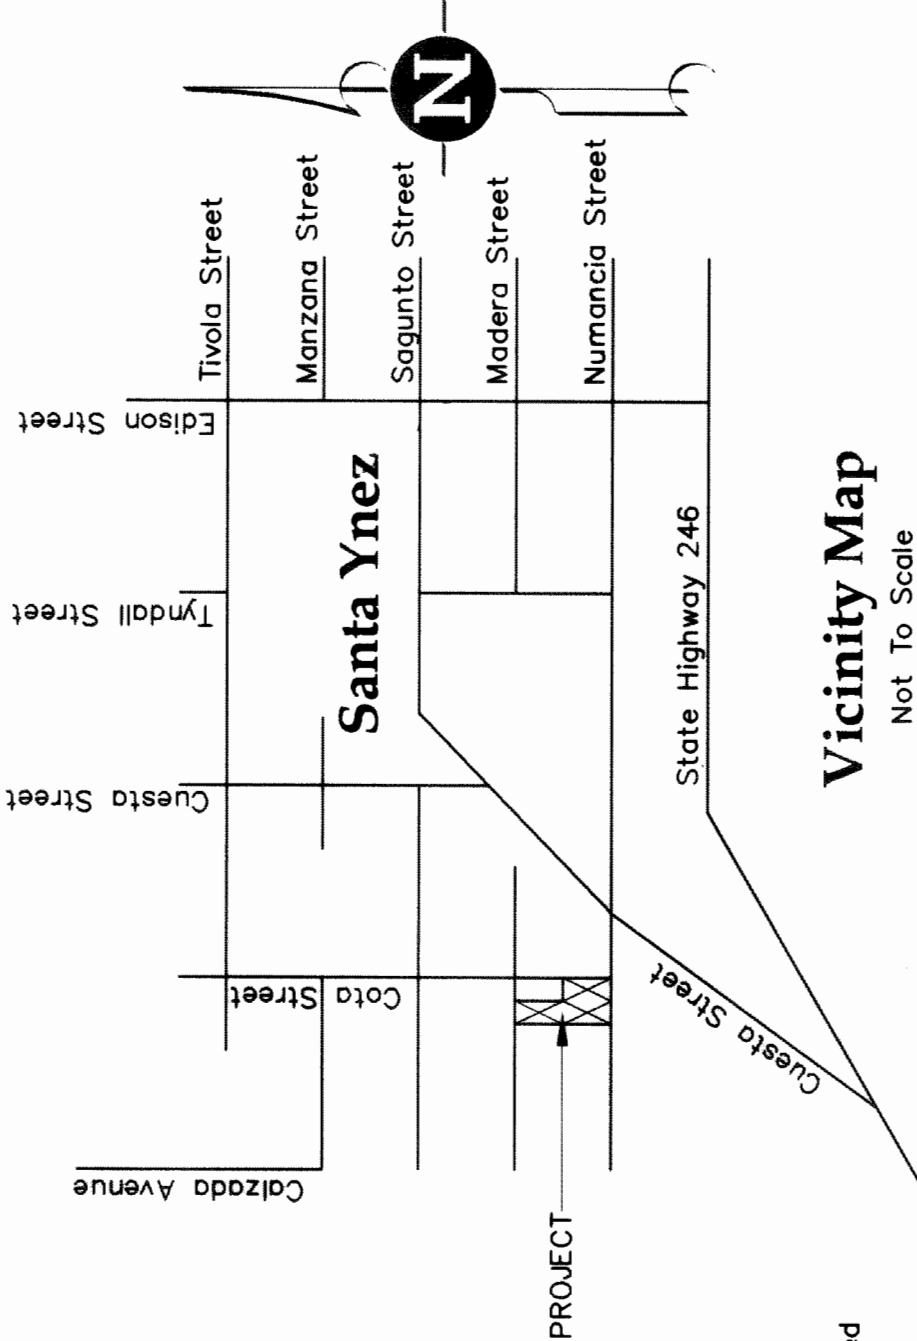 N
Tivola Street
Manzana Street
Sagunto Street
Madera Street
Numancia Street
Edison
Street
Tyndall Street
Cuesta Street
Cota Street
Calzada Avenue
Santa Ynez
State Highway 246
Cuesta Street
PROJECT
Vicinity Map
Not To Scale